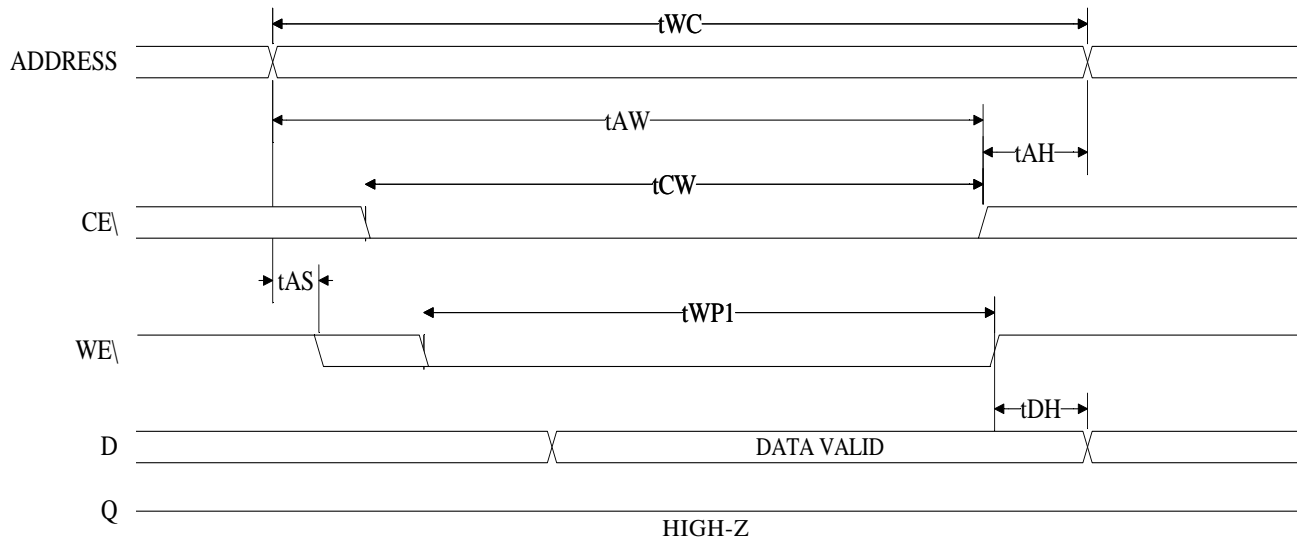 tWC
ADDRESS
tAW
tAH
tCW
CE\
tAS
tWP1
WE\
tDH
D DATA VALID
Q
HIGH-Z